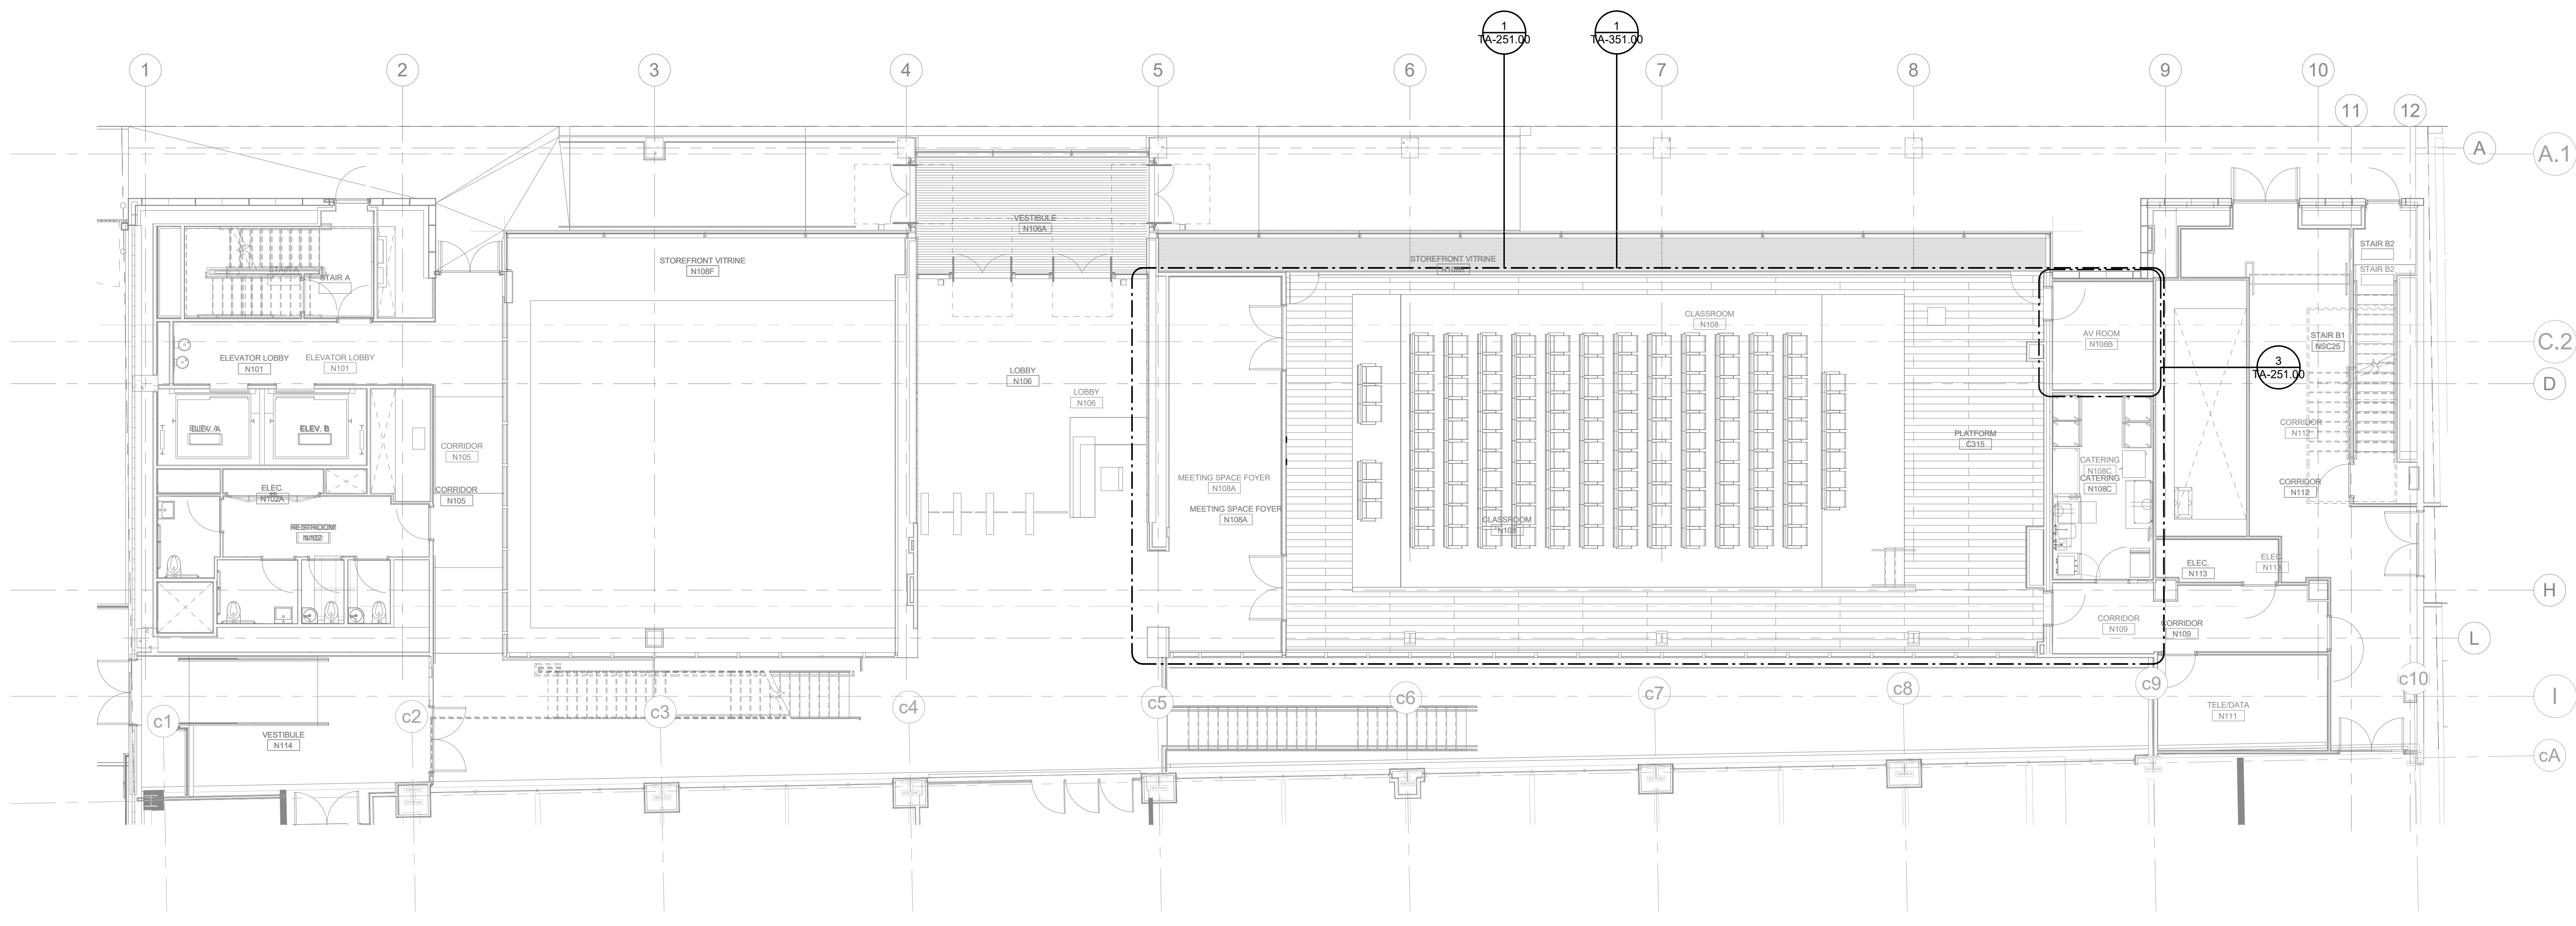 1
TA-251.00
1
TA-351.00
1
2
3
4
5
6
7
8
9
10
11
12
A
A.1
VESTIBULE
N106A
STOREFRONT VITRINE
N108F
STOREFRONT VITRINE
N108E
STAIR B2
STAIR B2
STAIR A
STAIR A
CLASSROOM
N108
AV ROOM
N108B
STAIR B1
NSC25
C.2
ELEVATOR LOBBY
N101
ELEVATOR LOBBY
N101
LOBBY
N106
LOBBY
N106
3
TA-251.00
D
ELEV. A
ELEV. B
CORRIDOR
N105
CORRIDOR
N105
PLATFORM
C315
CORRIDOR
N112
CORRIDOR
N112
CATERING
N108C
CATERING
N108C
MEETING SPACE FOYER
N108A
MEETING SPACE FOYER
N108A
ELEC.
N102A
CLASSROOM
N108
RESTROOM
N102
ELEC.
N113
ELEC.
N113
H
CORRIDOR
N109
CORRIDOR
N109
L
c1
c2
c3
c4
c5
c6
c7
c8
c9
c10
I
TELE/DATA
N111
VESTIBULE
N114
cA